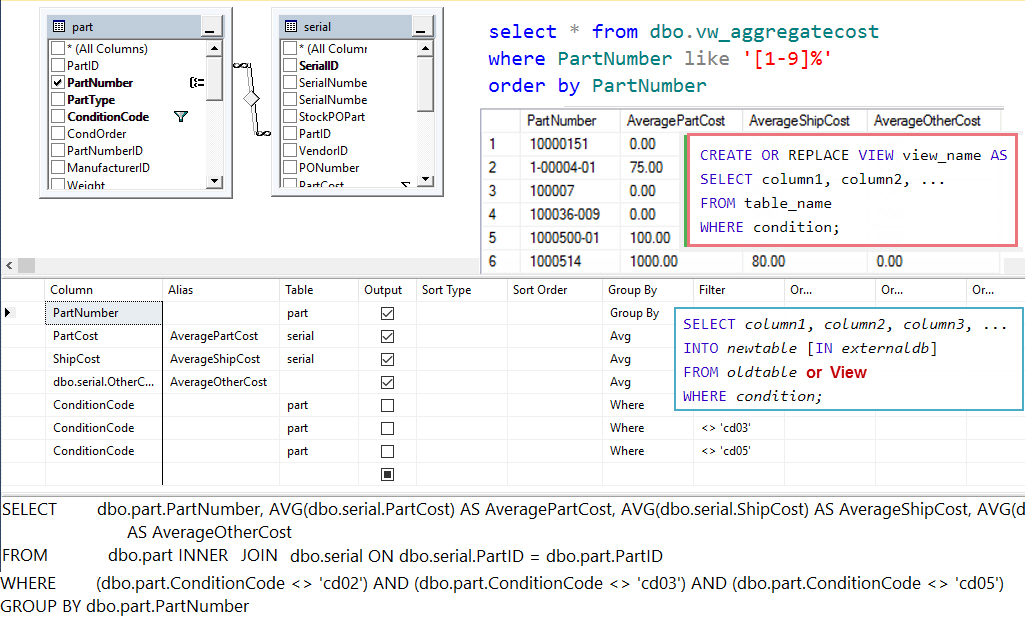 part
* (All Columns)
PartID
PartNumber
PartType
ConditionCode
CondOrder
PartNumberID
ManufacturerID
Weight
serial
* (All Colum
SerialID
SerialNumbe
SerialNumbe
StockPOPart
PartID
VendorID
PONumber
PartCost
select * from dbo.vw_aggregatecost
where PartNumber like '[1-9]%'
order by PartNumber
PartNumber AveragePartCost AverageShipCost AverageOtherCost
1 10000151 0.00
2 1-00004-01 75.00
3 100007 0.00
4 100036-009 0.00
5 1000500-01 100.00
6 1000514 1000.00 80.00 0.00
CREATE OR REPLACE VIEW view_name AS
SELECT column1, column2, ...
FROM table_name
WHERE condition;
Column Alias Table Output Sort Type Sort Order Group By Filter Or... Or... Or...
PartNumber part Group By
PartCost AveragePartCost serial Avg
ShipCost AverageShipCost serial Avg
dbo.serial.OtherC... AverageOtherCost Avg
ConditionCode part Where
ConditionCode part Where <> 'cd03'
ConditionCode part Where <> 'cd05'
SELECT column1, column2, column3, ...
INTO newtable [IN externaldb]
FROM oldtable or View
WHERE condition;
SELECT dbo.part.PartNumber, AVG(dbo.serial.PartCost) AS AveragePartCost, AVG(dbo.serial.ShipCost) AS AverageShipCost, AVG(d
AS AverageOtherCost
FROM dbo.part INNER JOIN dbo.serial ON dbo.serial.PartID = dbo.part.PartID
WHERE (dbo.part.ConditionCode <> 'cd02') AND (dbo.part.ConditionCode <> 'cd03') AND (dbo.part.ConditionCode <> 'cd05')
GROUP BY dbo.part.PartNumber